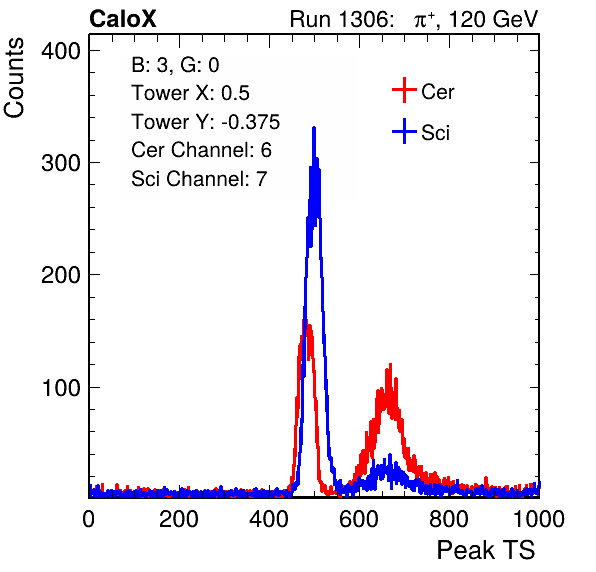 CaloX Run 1306: π⁺, 120 GeV
Counts
400
300
200
100
B: 3, G: 0
Tower X: 0.5
Tower Y: -0.375
Cer Channel: 6
Sci Channel: 7
Cer
Sci
0 200 400 600 800 1000
Peak TS